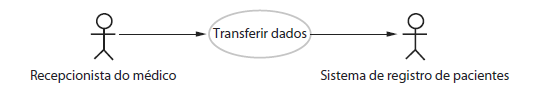 Transferir dados
Recepcionista do médico
Sistema de registro de pacientes